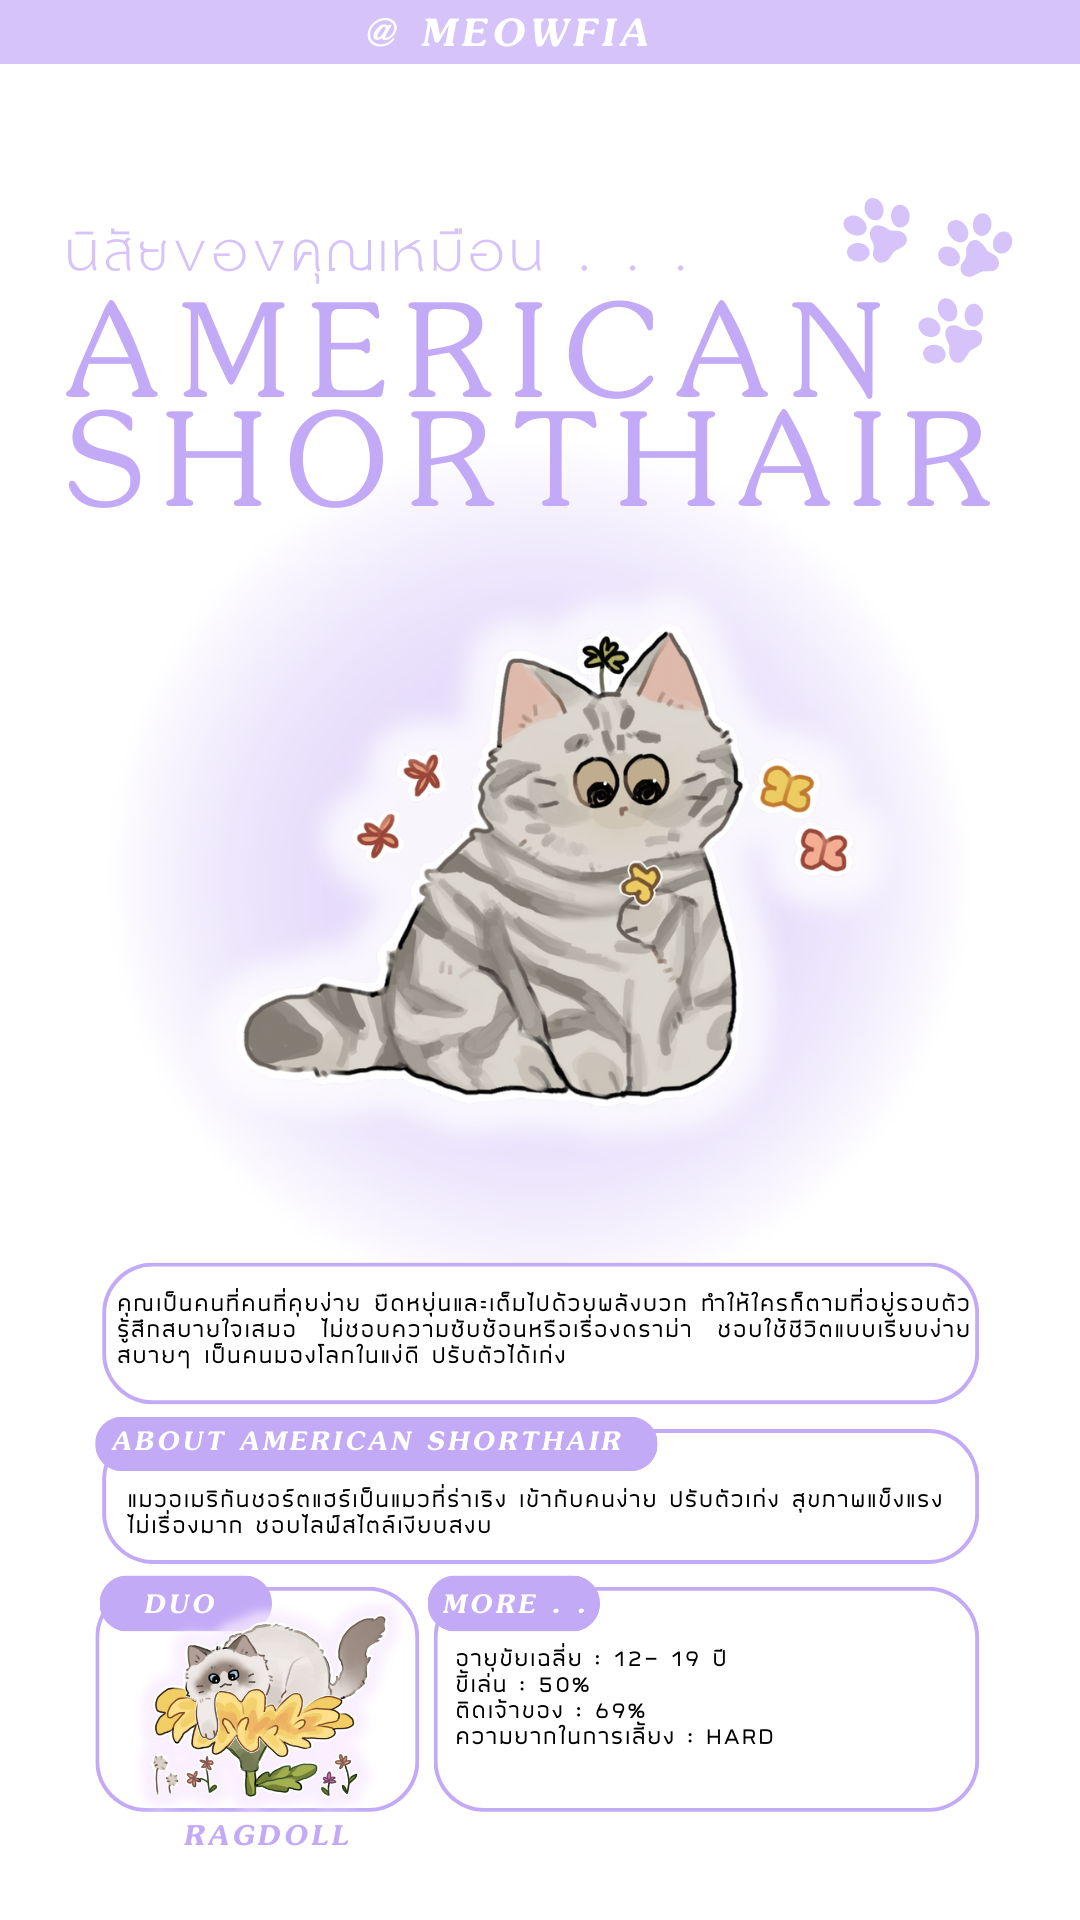 @ MEOWFIA
นิสัยของคุณเหมือน . . .
AMERICAN
SHORTHAIR
คุณเป็นคนที่คนที่คุยง่าย ยืดหยุ่นและเต็มไปด้วยพลังบวก ทำให้ใครก็ตามที่อยู่รอบตัว
รู้สึกสบายใจเสมอ ไม่ชอบความซับซ้อนหรือเรื่องดราม่า ชอบใช้ชีวิตแบบเรียบง่าย
สบายๆ เป็นคนมองโลกในแง่ดี ปรับตัวได้เก่ง
ABOUT AMERICAN SHORTHAIR
แมวอเมริกันชอร์ตแฮร์เป็นแมวที่ร่าเริง เข้ากับคนง่าย ปรับตัวเก่ง สุขภาพแข็งแรง
ไม่เรื่องมาก ชอบไลฟ์สไตล์เงียบสงบ
DUO
RAGDOLL
MORE . .
อายุขัยเฉลี่ย : 12- 19 ปี
ขี้เล่น : 50%
ติดเจ้าของ : 69%
ความยากในการเลี้ยง : HARD